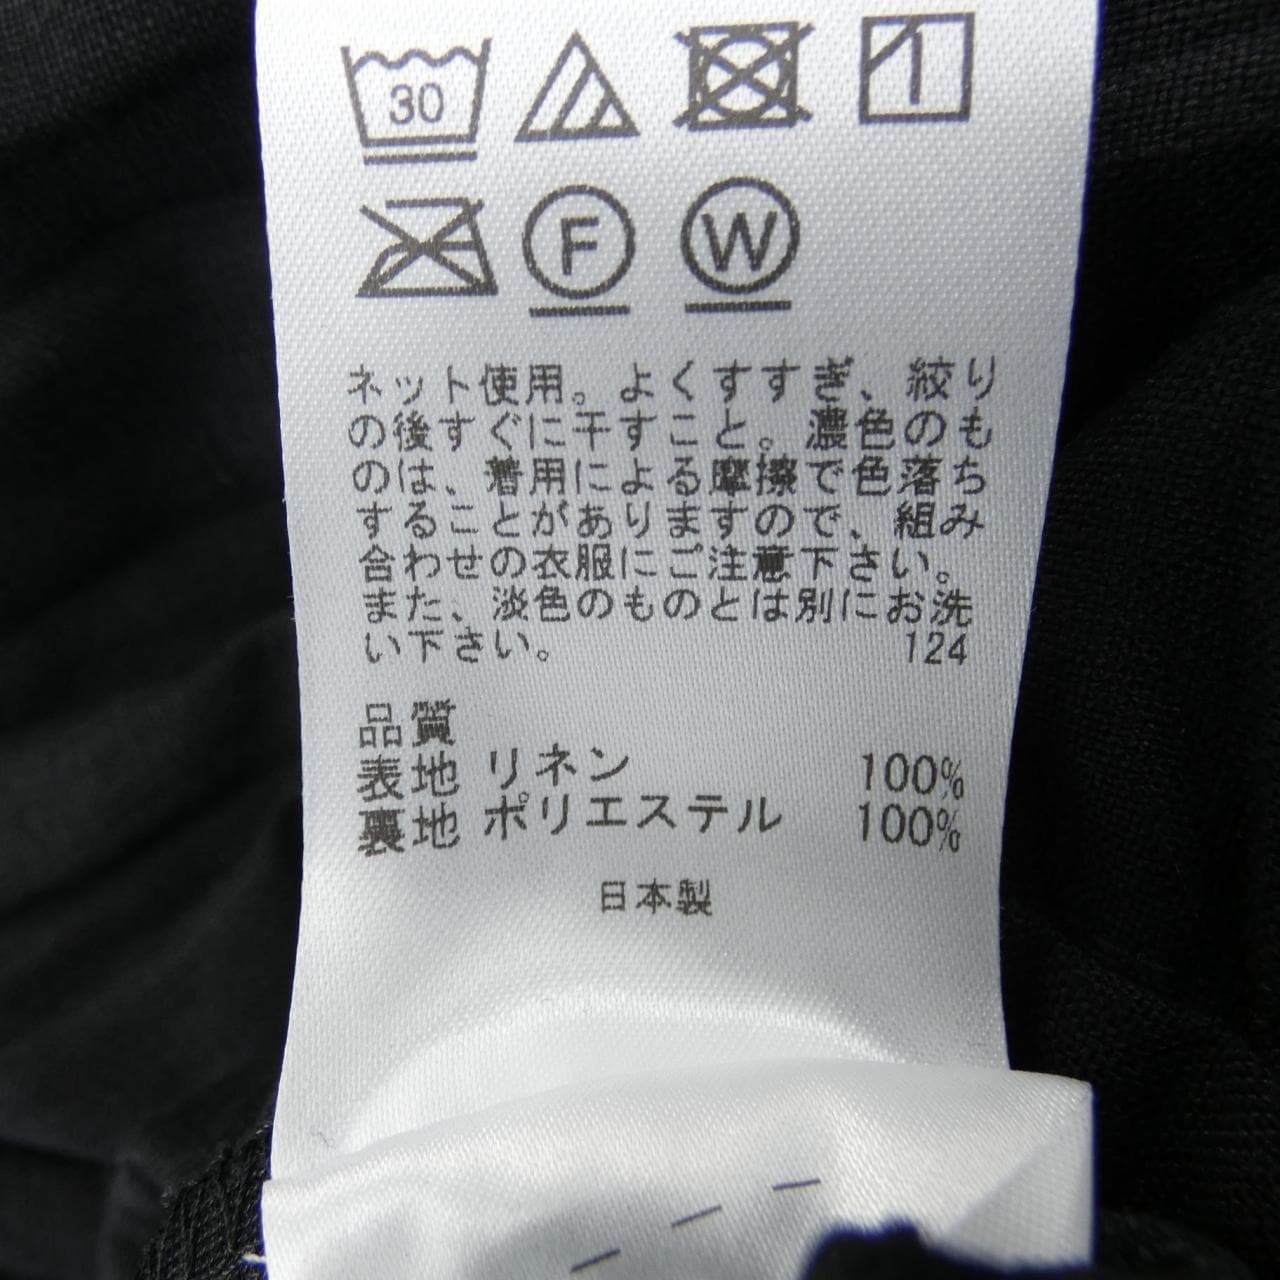 30
1
F
W
ネット使用。よくすすぎ、絞り
の後すぐに干すこと。濃色のも
のは、着用による摩擦で色落ち
することがありますので、組み
合わせの衣服にご注意下さい。
また、淡色のものとは別にお洗
い下さい。 124
品質
表地 リネン 100%
裏地 ポリエステル 100%
日本製